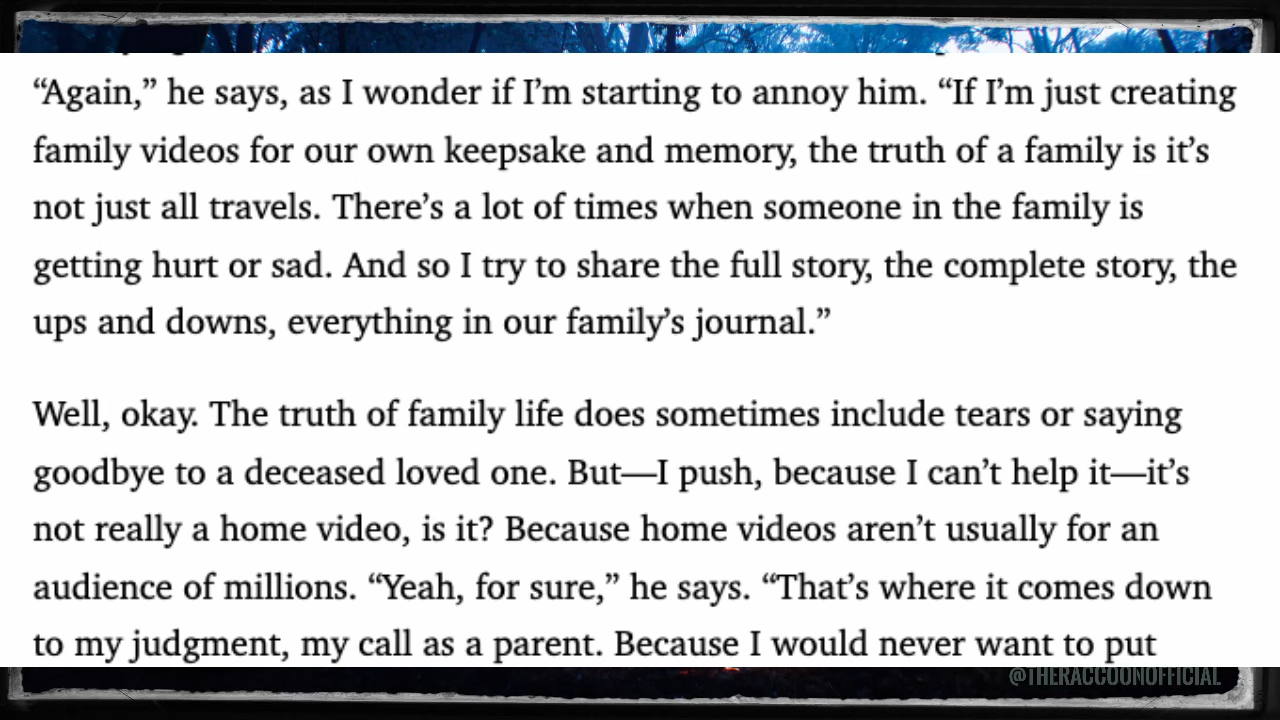 “Again,” he says, as I wonder if I’m starting to annoy him. “If I’m just creating
family videos for our own keepsake and memory, the truth of a family is it’s
not just all travels. There’s a lot of times when someone in the family is
getting hurt or sad. And so I try to share the full story, the complete story, the
ups and downs, everything in our family’s journal.”
Well, okay. The truth of family life does sometimes include tears or saying
goodbye to a deceased loved one. But—I push, because I can’t help it—it’s
not really a home video, is it? Because home videos aren’t usually for an
audience of millions. “Yeah, for sure,” he says. “That’s where it comes down
to my judgment, my call as a parent. Because I would never want to put
@THERACCOONOFFICIAL